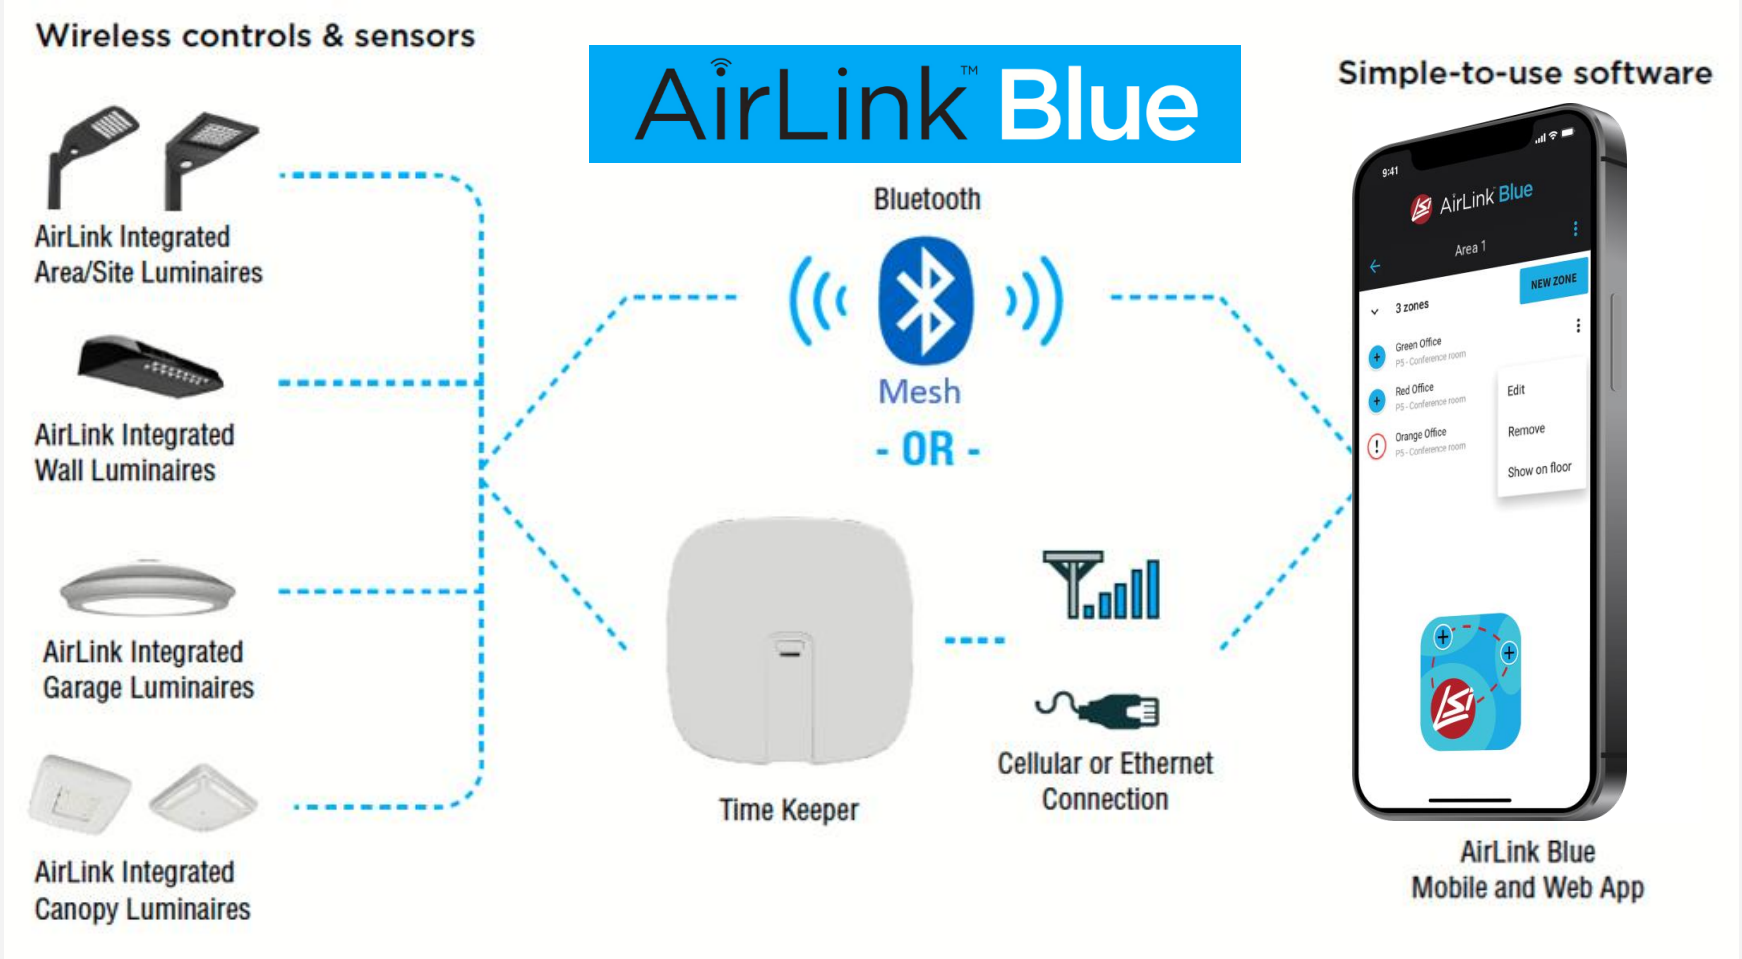 Wireless controls & sensors
AirLink Integrated
Area/Site Luminaires
AirLink Integrated
Wall Luminaires
AirLink Integrated
Garage Luminaires
AirLink Integrated
Canopy Luminaires
AirLink™ Blue
Bluetooth
Mesh
- OR -
Time Keeper
Cellular or Ethernet
Connection
Simple-to-use software
9:41
LSI AirLink Blue
Area 1
NEW ZONE
3 zones
Green Office
P5 - Conference room
Red Office
P5 - Conference room
Orange Office
P5 - Conference room
Edit
Remove
Show on floor
LSI
AirLink Blue
Mobile and Web App